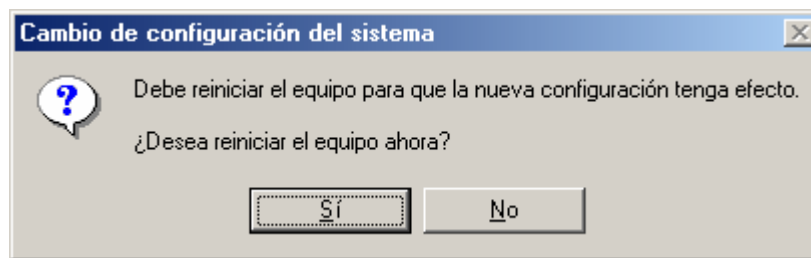 Cambio de configuración del sistema
Debe reiniciar el equipo para que la nueva configuración tenga efecto.
¿Desea reiniciar el equipo ahora?
Sí No